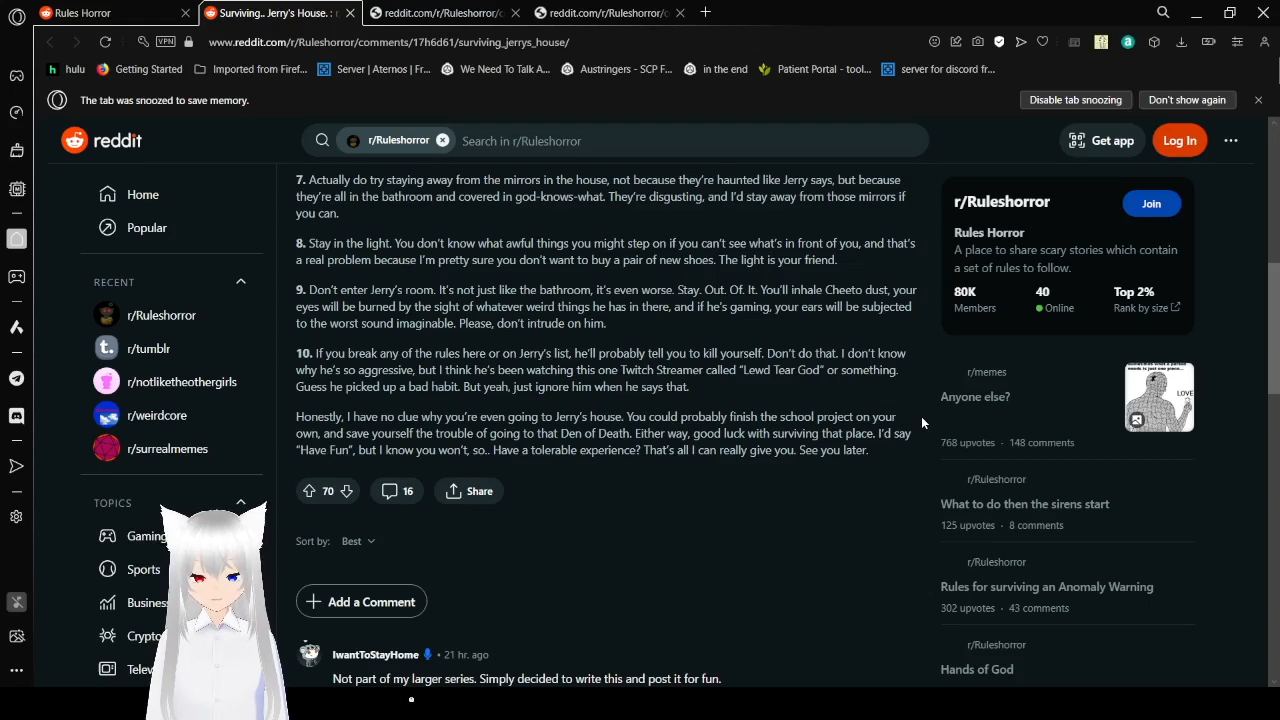 Rules Horror
Surviving.. Jerry's House. :
reddit.com/r/Ruleshorror/c
reddit.com/r/Ruleshorror/c
VPN
www.reddit.com/r/Ruleshorror/comments/17h6d61/surviving_jerrys_house/
hulu
Getting Started
Imported from Firef...
Server | Aternos | Fr...
We Need To Talk A...
Austringers - SCP F...
in the end
Patient Portal - tool...
server for discord fr...
The tab was snoozed to save memory.
Disable tab snoozing
Don't show again
reddit
r/Ruleshorror
Search in r/Ruleshorror
Get app
Log In
Home
Popular
RECENT
r/Ruleshorror
r/tumblr
r/notliketheothergirls
r/weirdcore
r/surrealmemes
TOPICS
Gaming
Sports
Business
Crypto
Telev
7. Actually do try staying away from the mirrors in the house, not because they're haunted like Jerry says, but because
they're all in the bathroom and covered in god-knows-what. They're disgusting, and I'd stay away from those mirrors if
you can.
8. Stay in the light. You don't know what awful things you might step on if you can't see what's in front of you, and that's
a real problem because I'm pretty sure you don't want to buy a pair of new shoes. The light is your friend.
9. Don't enter Jerry's room. It's not just like the bathroom, it's even worse. Stay. Out. Of. It. You'll inhale Cheeto dust, your
eyes will be burned by the sight of whatever weird things he has in there, and if he's gaming, your ears will be subjected
to the worst sound imaginable. Please, don't intrude on him.
10. If you break any of the rules here or on Jerry's list, he'll probably tell you to kill yourself. Don't do that. I don't know
why he's so aggressive, but I think he's been watching this one Twitch Streamer called "Lewd Tear God" or something.
Guess he picked up a bad habit. But yeah, just ignore him when he says that.
Honestly, I have no clue why you're even going to Jerry's house. You could probably finish the school project on your
own, and save yourself the trouble of going to that Den of Death. Either way, good luck with surviving that place. I'd say
"Have Fun", but I know you won't, so.. Have a tolerable experience? That's all I can really give you. See you later.
70
16
Share
Sort by: Best
Add a Comment
IwantToStayHome • 21 hr. ago
Not part of my larger series. Simply decided to write this and post it for fun.
r/Ruleshorror
Join
Rules Horror
A place to share scary stories which contain
a set of rules to follow.
80K 40 Top 2%
Members Online Rank by size
r/memes
Anyone else?
LOVE
768 upvotes • 148 comments
r/Ruleshorror
What to do then the sirens start
125 upvotes • 8 comments
r/Ruleshorror
Rules for surviving an Anomaly Warning
302 upvotes • 43 comments
r/Ruleshorror
Hands of God